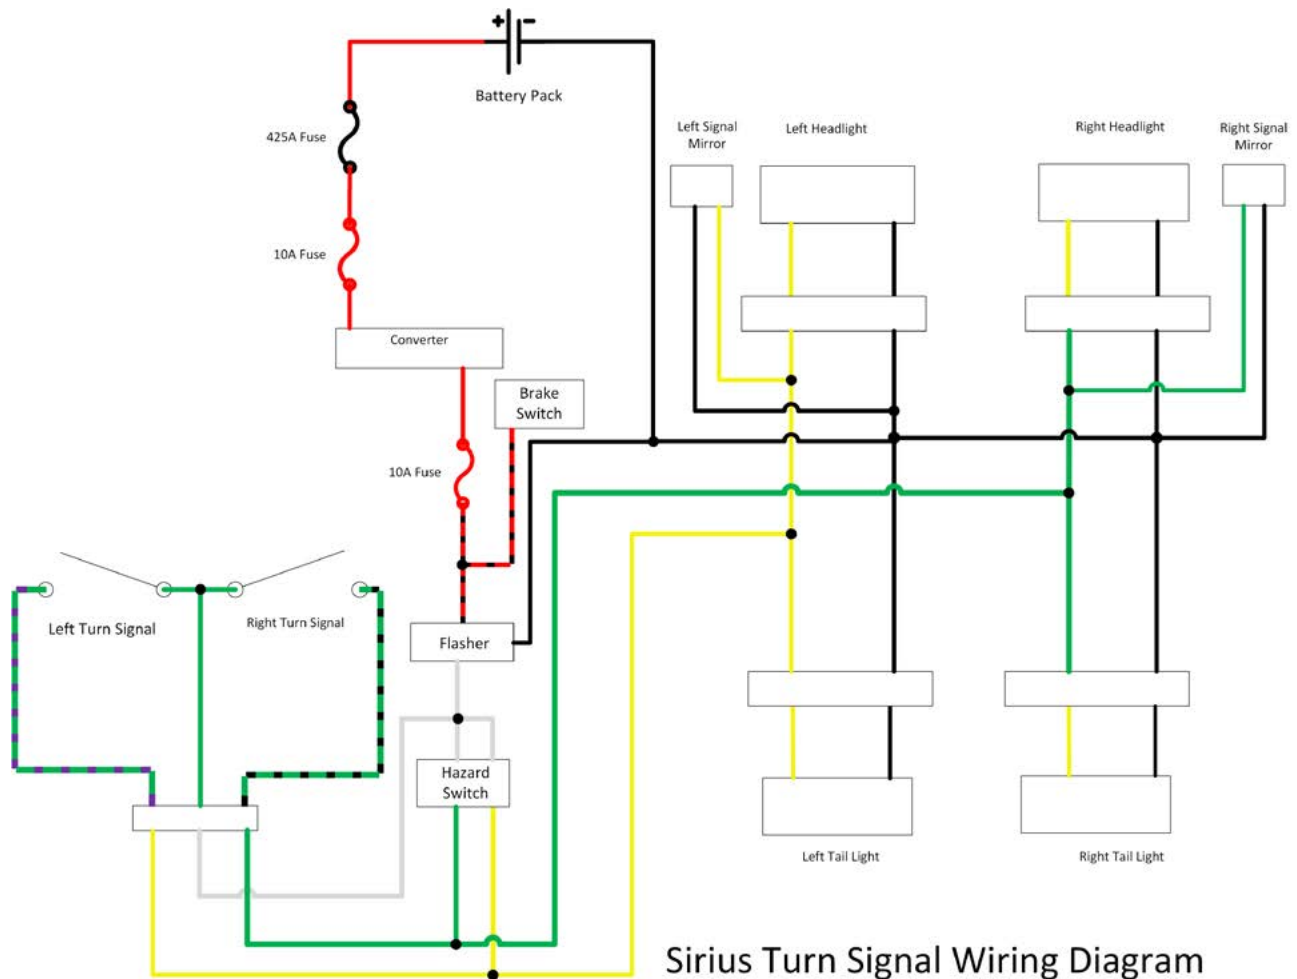 + -
Battery Pack
425A Fuse
Left Signal
Mirror
Left Headlight
Right Headlight
Right Signal
Mirror
10A Fuse
Converter
Brake
Switch
10A Fuse
Left Turn Signal
Right Turn Signal
Flasher
Hazard
Switch
Left Tail Light
Right Tail Light
Sirius Turn Signal Wiring Diagram